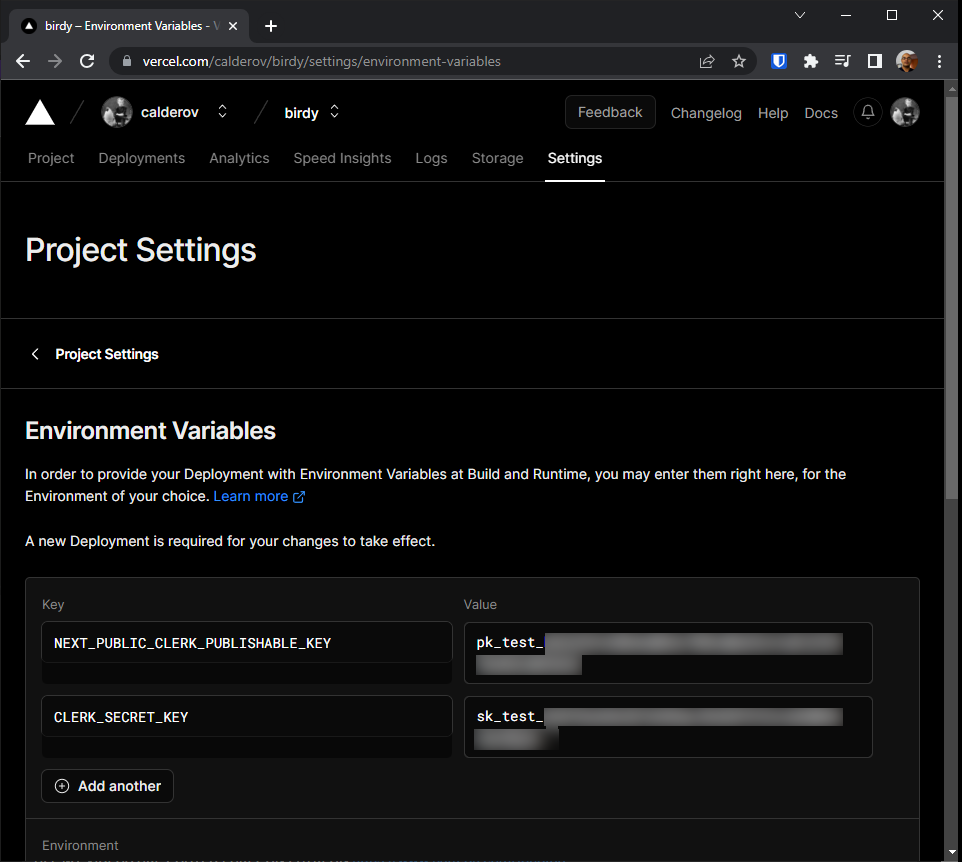 birdy – Environment Variables -
vercel.com/calderov/birdy/settings/environment-variables
calderov
birdy
Feedback
Changelog
Help
Docs
Project
Deployments
Analytics
Speed Insights
Logs
Storage
Settings
Project Settings
Project Settings
Environment Variables
In order to provide your Deployment with Environment Variables at Build and Runtime, you may enter them right here, for the
Environment of your choice. Learn more
A new Deployment is required for your changes to take effect.
Key
Value
NEXT_PUBLIC_CLERK_PUBLISHABLE_KEY
pk_test_
CLERK_SECRET_KEY
sk_test_
Add another
Environment